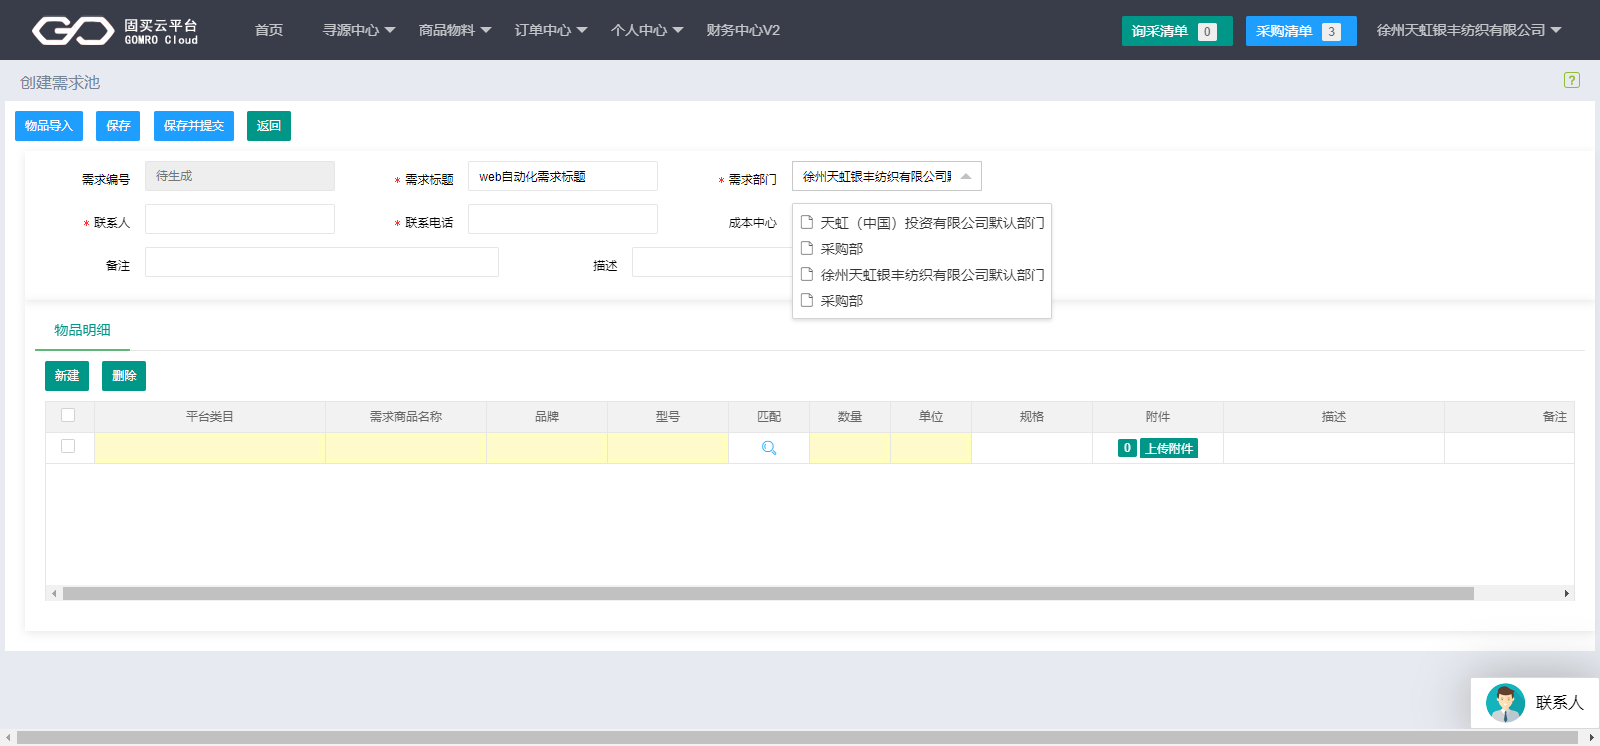 固买云平台
GOMRO Cloud
首页 寻源中心 商品物料 订单中心 个人中心 财务中心V2 询采清单 0 采购清单 3 徐州天虹银丰纺织有限公司
创建需求池 ?
物品导入 保存 保存并提交 返回
需求编号 待生成 * 需求标题 web自动化需求标题 * 需求部门 徐州天虹银丰纺织有限公司
* 联系人 * 联系电话 成本中心
备注 描述
天虹（中国）投资有限公司默认部门
采购部
徐州天虹银丰纺织有限公司默认部门
采购部
物品明细
新建 删除
平台类目 需求商品名称 品牌 型号 匹配 数量 单位 规格 附件 描述 备注
0 上传附件
联系人